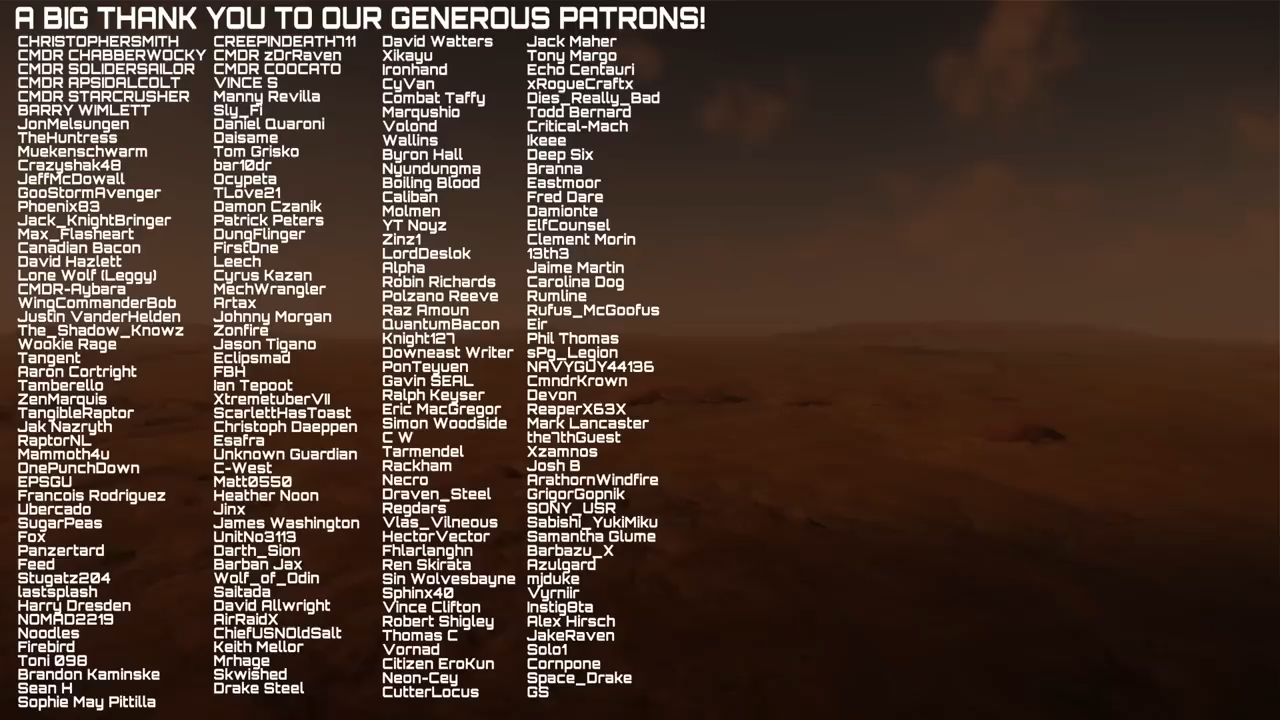 A BIG THANK YOU TO OUR GENEROUS PATRONS!
CHRISTOPHERSMITH
CMDR CHABBERWOCKY
CMDR SOLIDERSAILOR
CMDR APSIDALCOLT
CMDR STARCRUSHER
BARRY WIMLETT
JonMelsungen
TheHuntress
Muekenschwarm
Crazyshak48
JeffMcDowall
GooStormAvenger
Phoenix83
Jack_KnightBringer
Max_Flasheart
Canadian Bacon
David Hazlett
Lone Wolf (Leggy)
CMDR-Aybara
WingCommanderBob
Justin VanderHelden
The_Shadow_Knowz
Wookie Rage
Tangent
Aaron Cortright
Tamberello
ZenMarquis
TangibleRaptor
Jak Nazryth
RaptorNL
Mammoth4u
OnePunchDown
EPSGU
Francois Rodriguez
Ubercado
SugarPeas
Fox
Panzertard
Feed
Stugatz204
lastsplash
Harry Dresden
NOMAD2219
Noodles
Firebird
Toni 098
Brandon Kaminske
Sean H
Sophie May Pittilla
CREEPINDEATH711
CMDR zDrRaven
CMDR COOCATO
VINCE S
Manny Revilla
Sly_Fi
Daniel Quaroni
Daisame
Tom Grisko
bar10dr
Ocypeta
TLove21
Damon Czanik
Patrick Peters
DungFlinger
FirstOne
Leech
Cyrus Kazan
MechWrangler
Artax
Johnny Morgan
Zonfire
Jason Tigano
Eclipsmad
FBH
Ian Tepoot
XtremetuberVII
ScarlettHasToast
Christoph Daeppen
Esafra
Unknown Guardian
C-West
Matt0550
Heather Noon
Jinx
James Washington
UnitNo3113
Darth_Sion
Barban Jax
Wolf_of_Odin
Saitada
David Allwright
AirRaidX
ChiefUSNOldSalt
Keith Mellor
Mrhage
Skwished
Drake Steel
David Watters
Xikayu
Ironhand
CyVan
Combat Taffy
Marqushio
Volond
Wallins
Byron Hall
Nyundungma
Boiling Blood
Caliban
Molmen
YT Noyz
Zinz1
LordDeslok
Alpha
Robin Richards
Polzano Reeve
Raz Amoun
QuantumBacon
Knight127
Downeast Writer
PonTeyuen
Gavin SEAL
Ralph Keyser
Eric MacGregor
Simon Woodside
C W
Tarmendel
Rackham
Necro
Draven_Steel
Regdars
Vlas_Vilneous
HectorVector
Fhlarlanghn
Ren Skirata
Sin Wolvesbayne
Sphinx40
Vince Clifton
Robert Shigley
Thomas C
Vornad
Citizen EroKun
Neon-Cey
CutterLocus
Jack Maher
Tony Margo
Echo Centauri
xRogueCraftx
Dies_Really_Bad
Todd Bernard
Critical-Mach
Ikeee
Deep Six
Branna
Eastmoor
Fred Dare
Damionte
ElfCounsel
Clement Morin
13th3
Jaime Martin
Carolina Dog
Rumline
Rufus_McGoofus
Eir
Phil Thomas
sPg_Legion
NAVYGUY44136
CmndrKrown
Devon
ReaperX63X
Mark Lancaster
the7thGuest
Xzamnos
Josh B
ArathornWindfire
GrigorGopnik
SONY_USR
Sabishi_YukiMiku
Samantha Glume
Barbazu_X
Azulgard
mjduke
Vyrniir
Instig8ta
Alex Hirsch
JakeRaven
Solo1
Cornpone
Space_Drake
GS